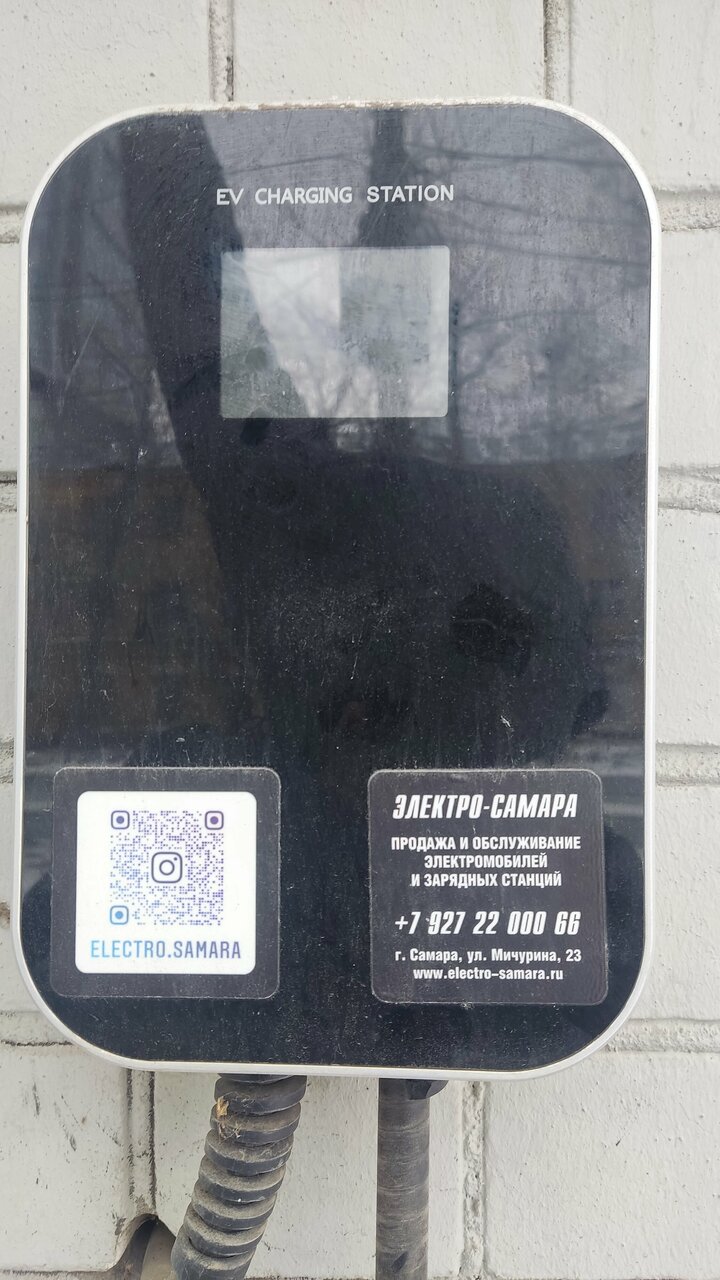 EV CHARGING STATION
ELECTRO.SAMARA
ЭЛЕКТРО-САМАРА
ПРОДАЖА И ОБСЛУЖИВАНИЕ
ЭЛЕКТРОМОБИЛЕЙ
И ЗАРЯДНЫХ СТАНЦИЙ
+7 927 22 000 66
г. Самара, ул. Мичурина, 23
www.electro-samara.ru